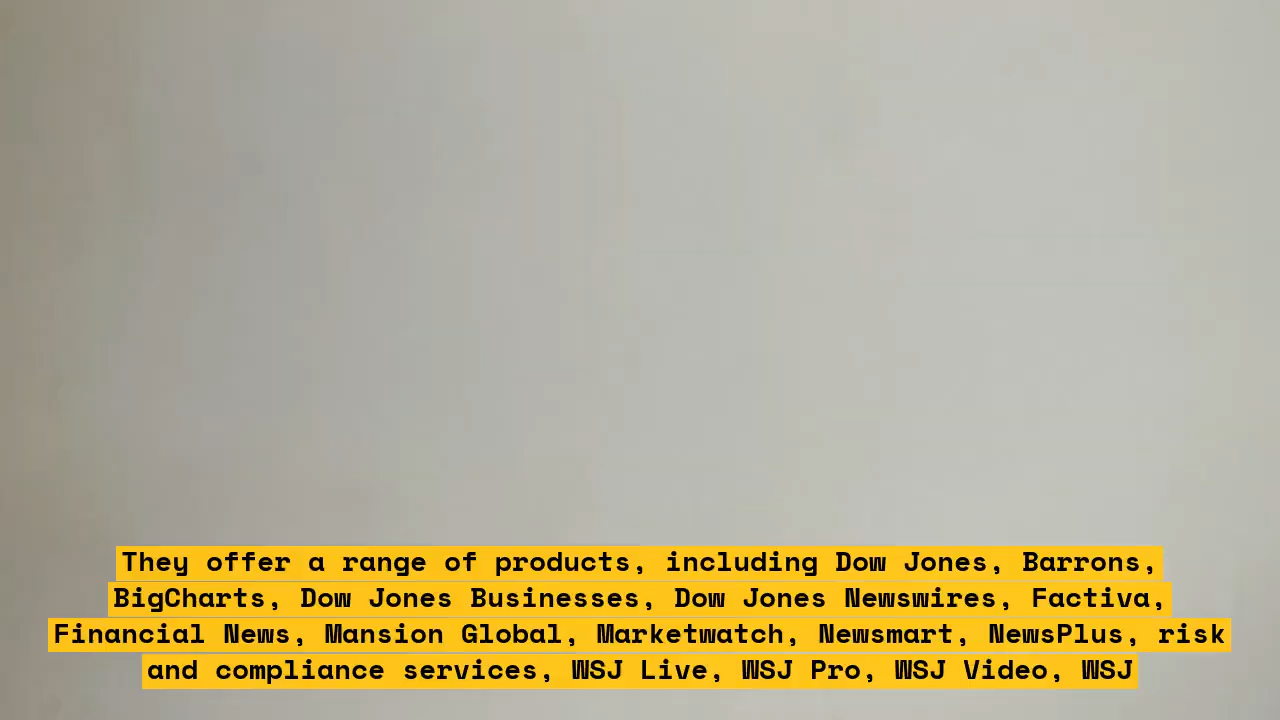 They offer a range of products, including Dow Jones, Barrons,
BigCharts, Dow Jones Businesses, Dow Jones Newswires, Factiva,
Financial News, Mansion Global, Marketwatch, Newsmart, NewsPlus, risk
and compliance services, WSJ Live, WSJ Pro, WSJ Video, WSJ